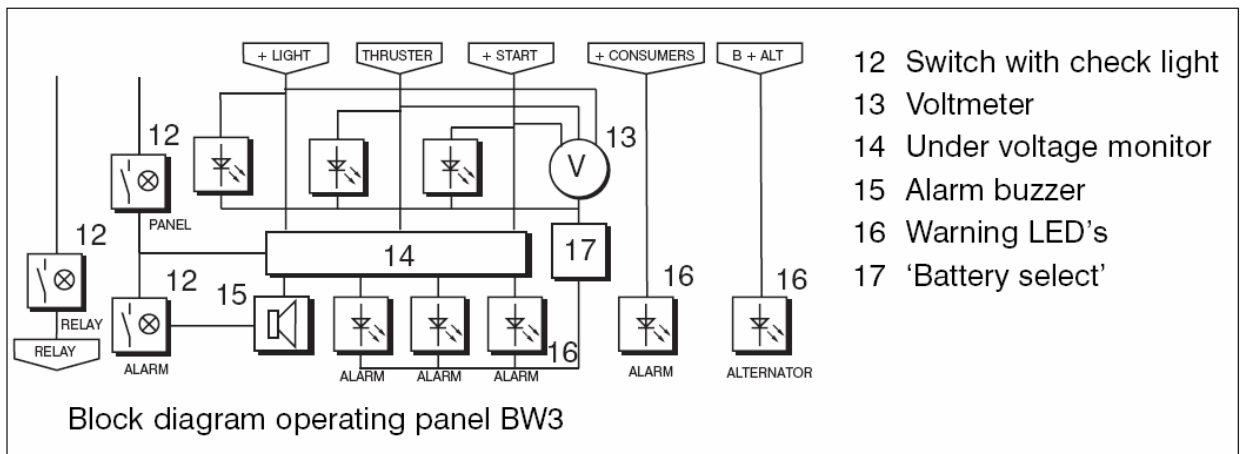 + LIGHT THRUSTER + START + CONSUMERS B + ALT
12 Switch with check light
13 Voltmeter
14 Under voltage monitor
15 Alarm buzzer
16 Warning LED's
17 'Battery select'
12
13
V
PANEL
12
14
17
12
15
16
16
16
RELAY
RELAY
ALARM
ALARM
ALARM
ALARM
ALARM
ALTERNATOR
Block diagram operating panel BW3